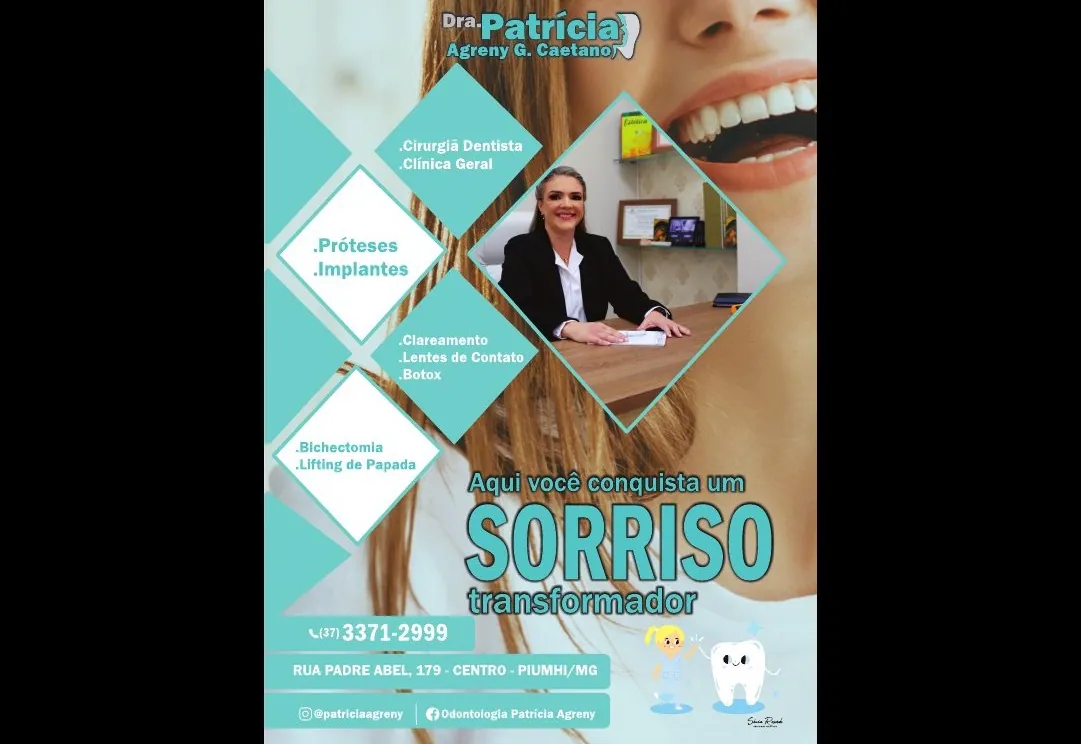 Dra. Patrícia
Agreny G. Caetano
.Cirurgiã Dentista
.Clínica Geral
.Próteses
.Implantes
.Clareamento
.Lentes de Contato
.Botox
.Bichectomia
.Lifting de Papada
Aqui você conquista um
SORRISO
transformador
(37) 3371-2999
RUA PADRE ABEL, 179 - CENTRO - PIUMHI/MG
@patriciaagreny
Odontologia Patrícia Agreny